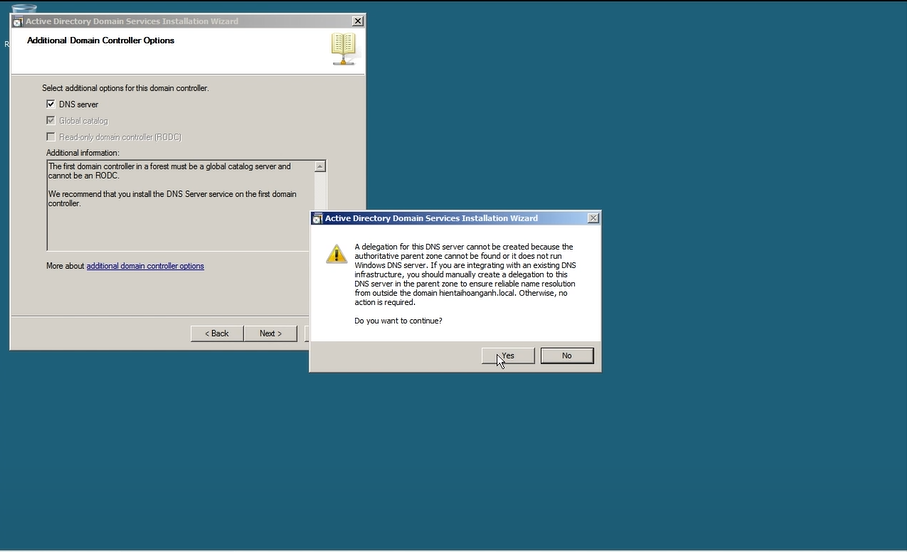 Active Directory Domain Services Installation Wizard
Additional Domain Controller Options
R
Select additional options for this domain controller.
DNS server
Global catalog
Read-only domain controller (RODC)
Additional information:
The first domain controller in a forest must be a global catalog server and
cannot be an RODC.
We recommend that you install the DNS Server service on the first domain
controller.
More about additional domain controller options
< Back
Next >
Active Directory Domain Services Installation Wizard
A delegation for this DNS server cannot be created because the
authoritative parent zone cannot be found or it does not run
Windows DNS server. If you are integrating with an existing DNS
infrastructure, you should manually create a delegation to this
DNS server in the parent zone to ensure reliable name resolution
from outside the domain hientaihoanganh.local. Otherwise, no
action is required.
Do you want to continue?
Yes
No